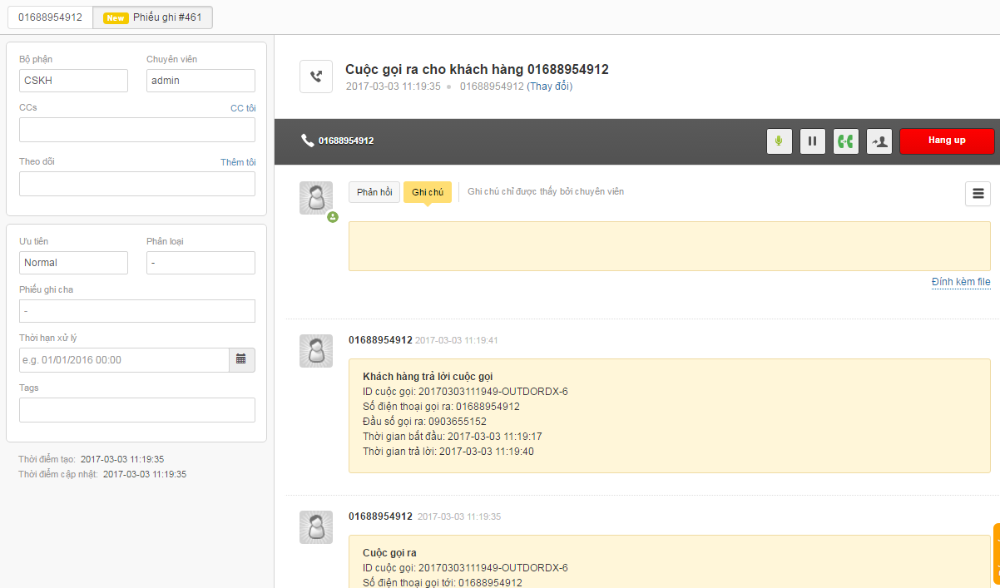 01688954912 New Phiếu ghi #461
Bộ phận Chuyên viên
CSKH admin
CCs CC tôi
Theo dõi Thêm tôi
Ưu tiên Phân loại
Normal -
Phiếu ghi cha
-
Thời hạn xử lý
e.g. 01/01/2016 00:00
Tags
Thời điểm tạo: 2017-03-03 11:19:35
Thời điểm cập nhật: 2017-03-03 11:19:35
Cuộc gọi ra cho khách hàng 01688954912
2017-03-03 11:19:35 01688954912 (Thay đổi)
01688954912 Hang up
Phản hồi Ghi chú Ghi chú chỉ được thấy bởi chuyên viên
Đính kèm file
01688954912 2017-03-03 11:19:41
Khách hàng trả lời cuộc gọi
ID cuộc gọi: 20170303111949-OUTDORDX-6
Số điện thoại gọi ra: 01688954912
Đầu số gọi ra: 0903655152
Thời gian bắt đầu: 2017-03-03 11:19:17
Thời gian trả lời: 2017-03-03 11:19:40
01688954912 2017-03-03 11:19:35
Cuộc gọi ra
ID cuộc gọi: 20170303111949-OUTDORDX-6
Số điện thoại gọi tới: 01688954912